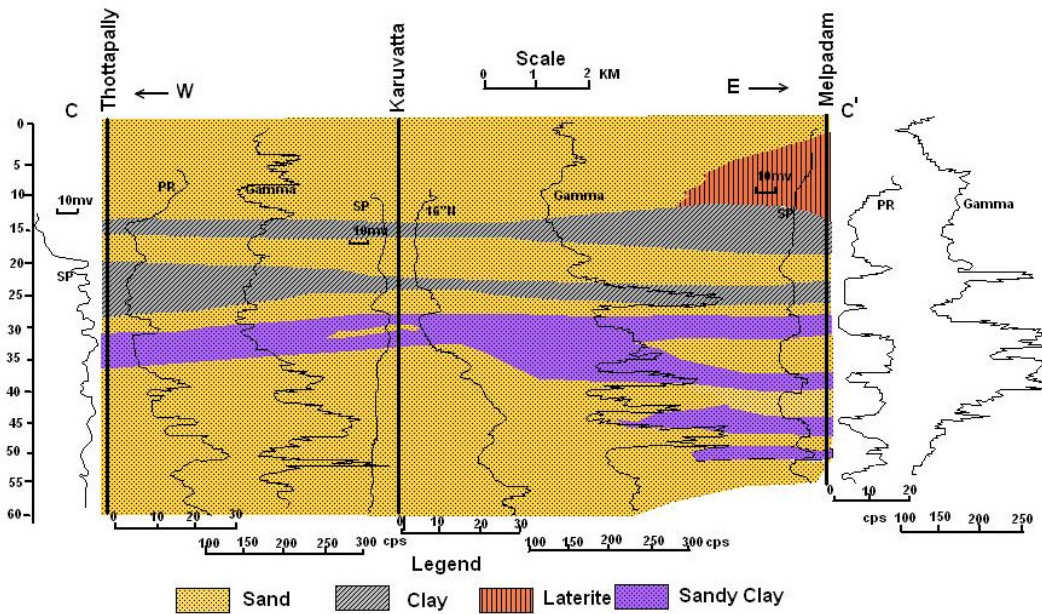 Scale
0 1 2 KM
C Thottapally ← W Karuvatta E → Melpadam C'
0
5
10
15
20
25
30
35
40
45
50
55
60
10mv
SP
PR
Gamma
SP
10mv
16"N
Gamma
10mv
SP
PR
Gamma
0 10 20 30
100 150 200 250 300 cps
0 10 20 30
100 150 200 250 300 cps
0 10 20
cps 100 150 200 250
Legend
Sand Clay Laterite Sandy Clay